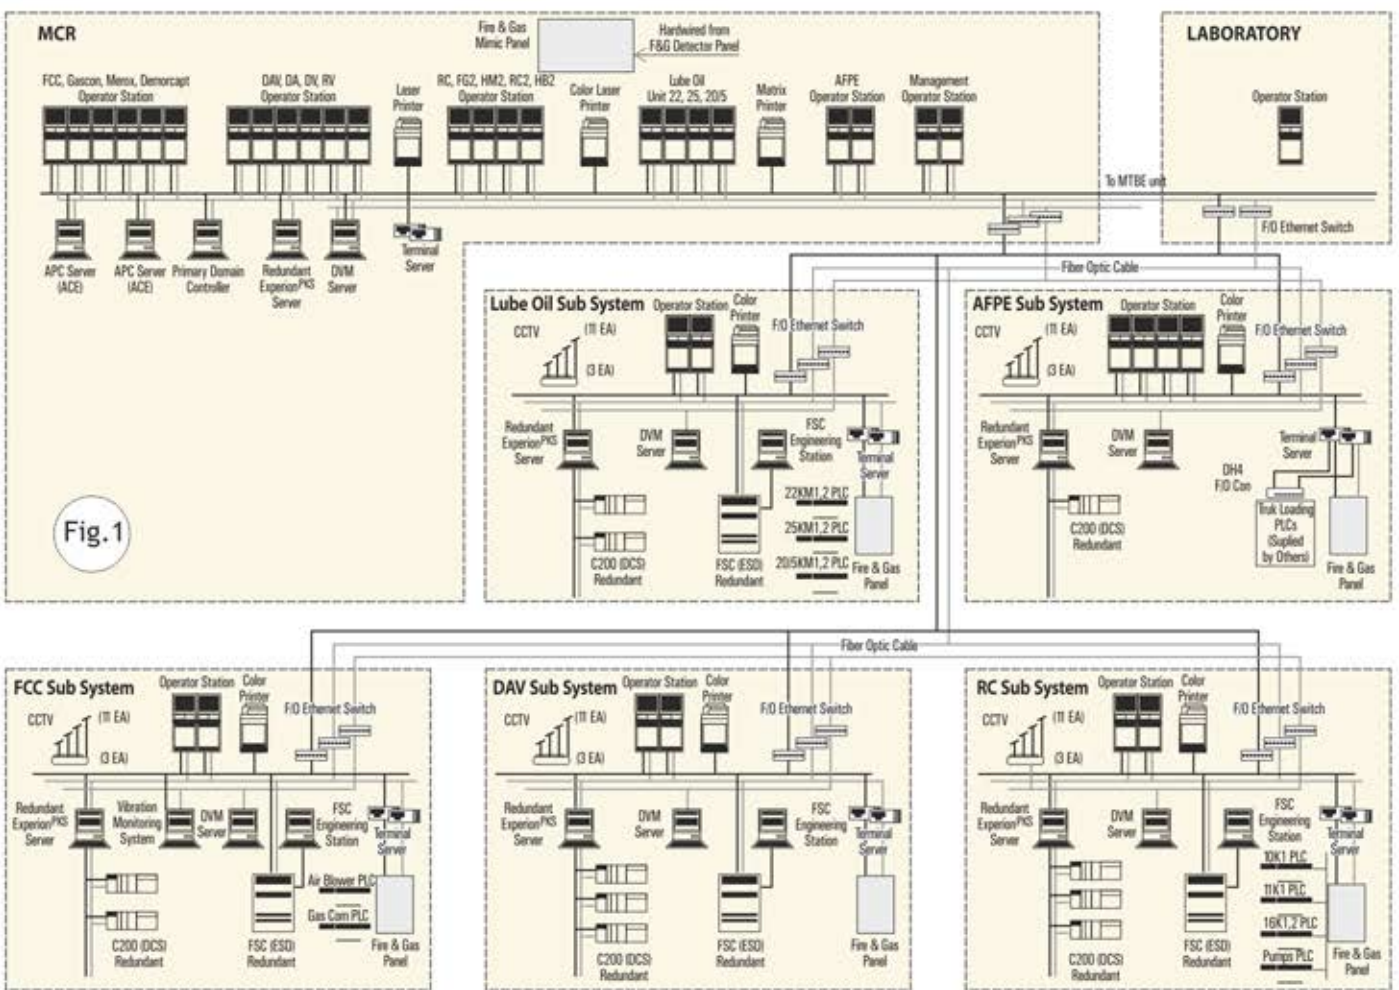 MCR
Fire & Gas
Mimic Panel
Hardwired from
F&G Detector Panel
LABORATORY
FCC, Gascon, Merox, Demorcapt
Operator Station
DAV, DA, DV, RV
Operator Station
Laser
Printer
RC, FG2, HM2, RC2, HB2
Operator Station
Color Laser
Printer
Lube Oil
Unit 22, 25, 20/5
Matrix
Printer
AFPE
Operator Station
Management
Operator Station
Operator Station
To MTBE unit
F/O Ethernet Switch
APC Server
(ACE)
APC Server
(ACE)
Primary Domain
Controller
Redundant
ExperionPKS
Server
DVM
Server
Terminal
Server
Fiber Optic Cable
Lube Oil Sub System
Operator Station
Color
Printer
CCTV
(11 EA)
(3 EA)
F/O Ethernet Switch
Redundant
ExperionPKS
Server
DVM
Server
FSC
Engineering
Station
Terminal
Server
22KM1,2 PLC
25KM1,2 PLC
20/5KM1,2 PLC
C200 (DCS)
Redundant
FSC (ESD)
Redundant
Fire & Gas
Panel
AFPE Sub System
Operator Station
Color
Printer
CCTV
(11 EA)
(3 EA)
F/O Ethernet Switch
Redundant
ExperionPKS
Server
DVM
Server
Terminal
Server
DH4
F/O Con
C200 (DCS)
Redundant
Truk Loading
PLCs
(Suplied
by Others)
Fire & Gas
Panel
Fig.1
Fiber Optic Cable
FCC Sub System
Operator Station
Color
Printer
CCTV
(11 EA)
(3 EA)
F/O Ethernet Switch
Redundant
ExperionPKS
Server
Vibration
Monitoring
System
DVM
Server
FSC
Engineering
Station
Terminal
Server
Air Blower PLC
Gas Com PLC
C200 (DCS)
Redundant
FSC (ESD)
Redundant
Fire & Gas
Panel
DAV Sub System
Operator Station
Color
Printer
CCTV
(11 EA)
(3 EA)
F/O Ethernet Switch
Redundant
ExperionPKS
Server
DVM
Server
FSC
Engineering
Station
Terminal
Server
C200 (DCS)
Redundant
FSC (ESD)
Redundant
Fire & Gas
Panel
RC Sub System
Operator Station
Color
Printer
CCTV
(11 EA)
(3 EA)
F/O Ethernet Switch
Redundant
ExperionPKS
Server
DVM
Server
FSC
Engineering
Station
Terminal
Server
10K1 PLC
11K1 PLC
16K1,2 PLC
Pumps PLC
C200 (DCS)
Redundant
FSC (ESD)
Redundant
Fire & Gas
Panel